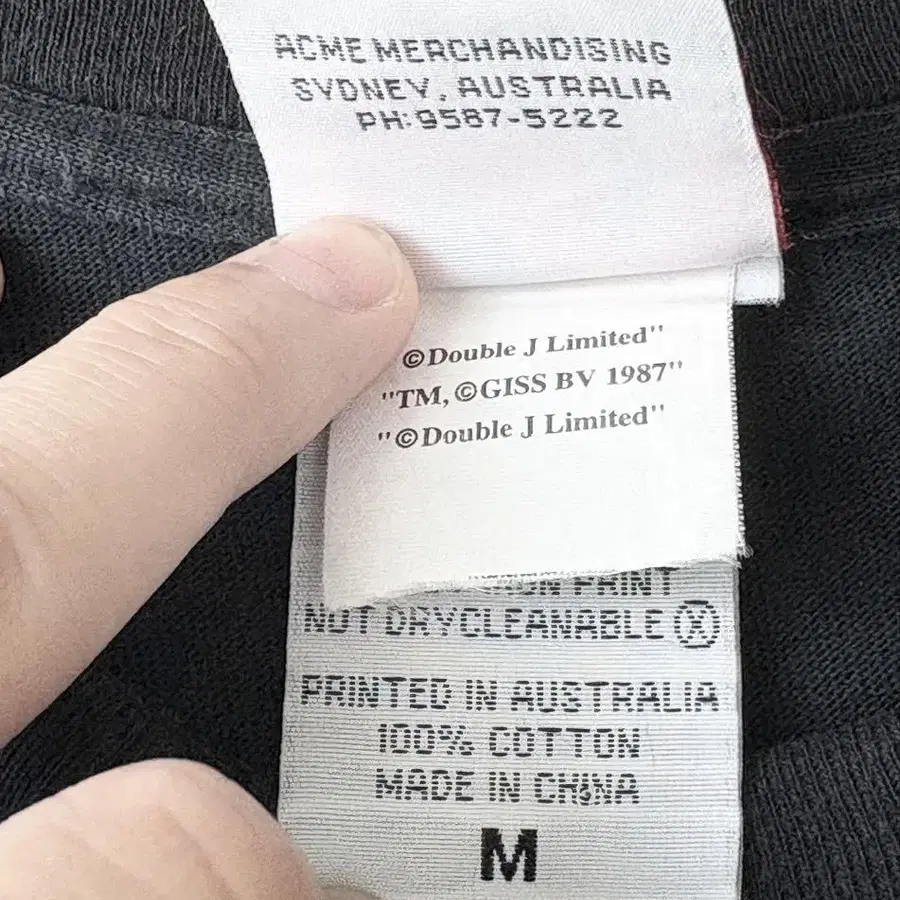 ACME MERCHANDISING
SYDNEY, AUSTRALIA
PH:9587-5222
©Double J Limited"
"TM, ©GISS BV 1987"
"©Double J Limited"
PRINT
NOT DRYCLEANABLE Ⓧ
PRINTED IN AUSTRALIA
100% COTTON
MADE IN CHINA
M